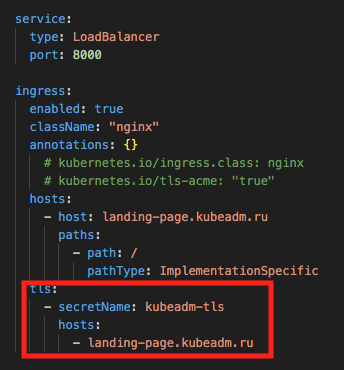 service:
  type: LoadBalancer
  port: 8000

ingress:
  enabled: true
  className: "nginx"
  annotations: {}
    # kubernetes.io/ingress.class: nginx
    # kubernetes.io/tls-acme: "true"
  hosts:
    - host: landing-page.kubeadm.ru
      paths:
        - path: /
          pathType: ImplementationSpecific
  tls:
    - secretName: kubeadm-tls
      hosts:
        - landing-page.kubeadm.ru